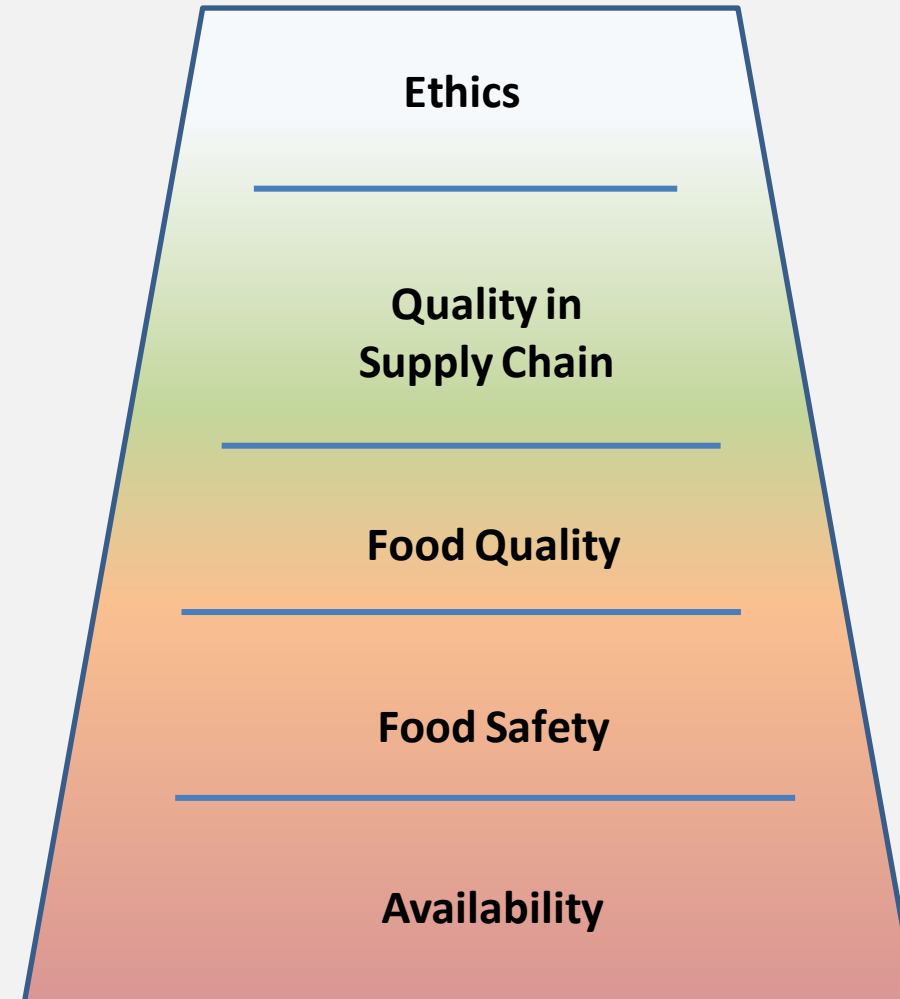 Ethics
Quality in
Supply Chain
Food Quality
Food Safety
Availability